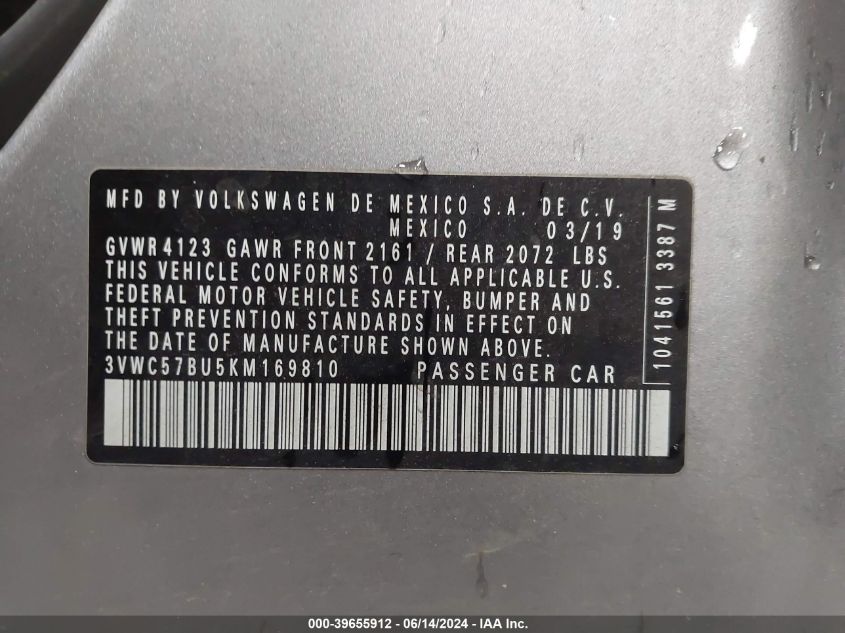 MFD BY VOLKSWAGEN DE MEXICO S.A. DE C.V.
MEXICO 03/19
GVWR 4123 GAWR FRONT 2161 / REAR 2072 LBS
THIS VEHICLE CONFORMS TO ALL APPLICABLE U.S.
FEDERAL MOTOR VEHICLE SAFETY, BUMPER AND
THEFT PREVENTION STANDARDS IN EFFECT ON
THE DATE OF MANUFACTURE SHOWN ABOVE.
3VWC57BU5KM169810 PASSENGER CAR
1041561 3387 M
000-39655912 - 06/14/2024 - IAA Inc.